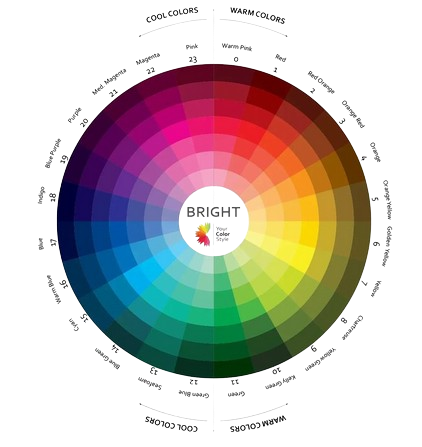 COOL COLORS
WARM COLORS
Pink
23
Warm Pink
0
Red
1
Red Orange
2
Orange Red
3
Orange
4
Orange Yellow
5
Golden Yellow
6
Yellow
7
Chartreuse
8
Yellow Green
9
Kelly Green
10
Green
11
Green Blue
12
Seafoam
13
Blue Green
14
Cyan
15
Warm Blue
16
Blue
17
Indigo
18
Blue Purple
19
Purple
20
Med. Magenta
21
Magenta
22
BRIGHT
Your
Color
Style
COOL COLORS
WARM COLORS